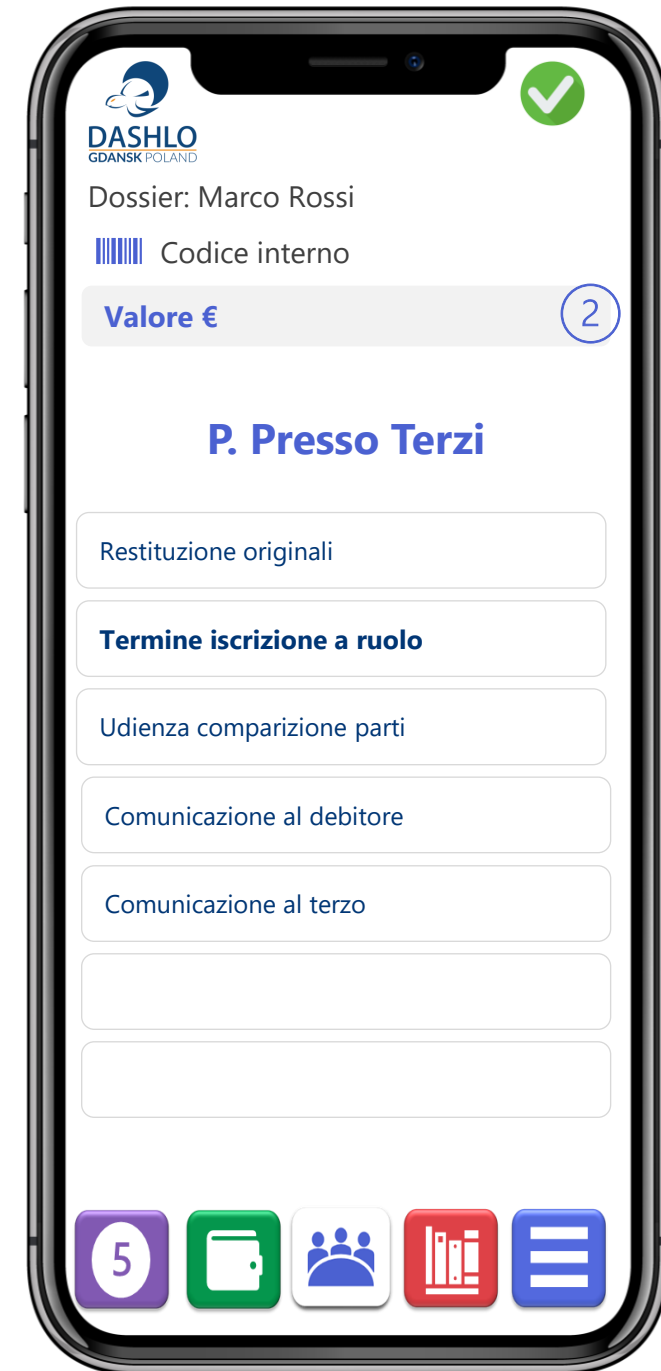 DASHLO
GDANSK POLAND
Dossier: Marco Rossi
Codice interno
Valore €
2
P. Presso Terzi
Restituzione originali
Termine iscrizione a ruolo
Udienza comparizione parti
Comunicazione al debitore
Comunicazione al terzo
5